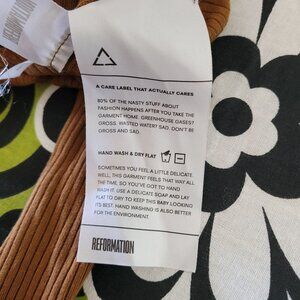 A CARE LABEL THAT ACTUALLY CARES
80% OF THE NASTY STUFF ABOUT
FASHION HAPPENS AFTER YOU TAKE THE
GARMENT HOME. GREENHOUSE GASES?
GROSS. WASTED WATER? SAD. DON'T BE
GROSS AND SAD.
HAND WASH & DRY FLAT
SOMETIMES YOU FEEL A LITTLE DELICATE.
WELL, THIS GARMENT FEELS THAT WAY ALL
THE TIME, SO YOU'VE GOT TO HAND
WASH IT. USE A DELICATE SOAP AND LAY
FLAT TO DRY TO KEEP THIS BABY LOOKING
ITS BEST. HAND WASHING IS ALSO BETTER
FOR THE ENVIRONMENT.
REFORMATION
REFORMATION